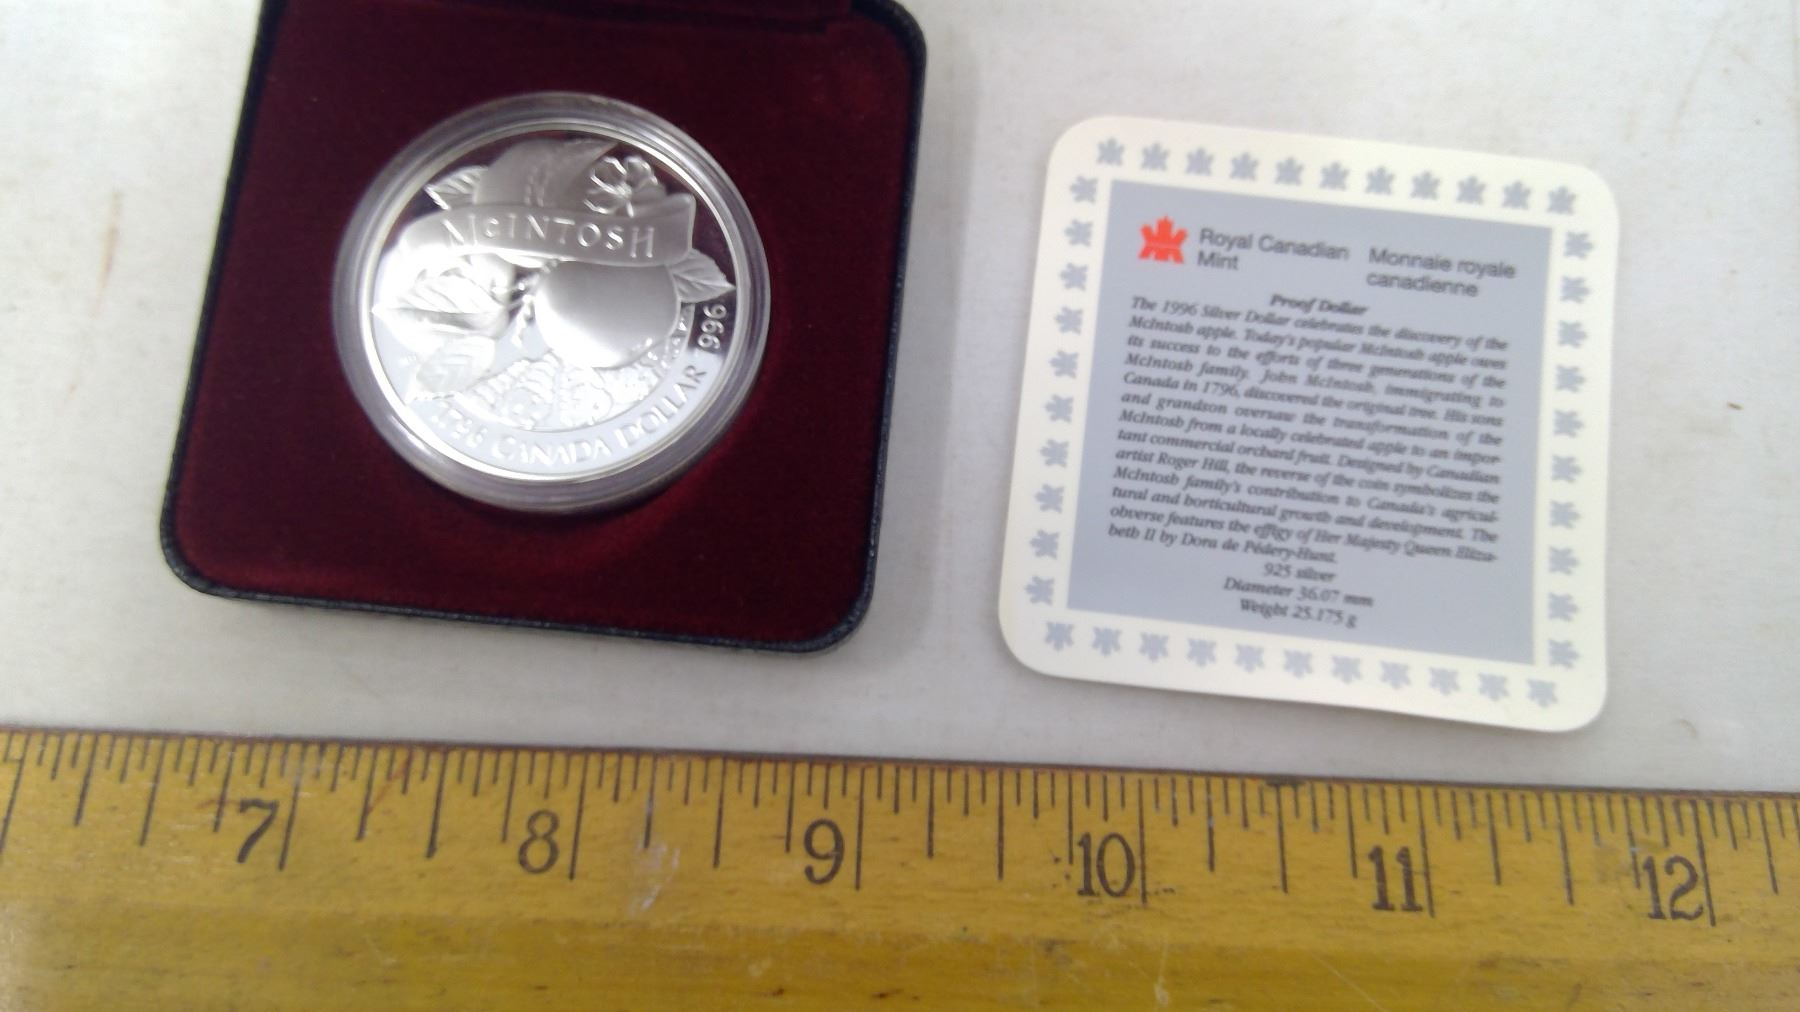 McINTOSH
1796 CANADA DOLLAR 1996
Royal Canadian Mint
Monnaie royale canadienne
Proof Dollar
The 1996 Silver Dollar celebrates the discovery of the
McIntosh apple. Today's popular McIntosh apple owes
its success to the efforts of three generations of the
McIntosh family. John McIntosh, immigrating to
Canada in 1796, discovered the original tree. His sons
and grandson oversaw the transformation of the
McIntosh from a locally celebrated apple to an impor-
tant commercial orchard fruit. Designed by Canadian
artist Roger Hill, the reverse of the coin symbolizes the
McIntosh family's contribution to Canada's agricul-
tural and horticultural growth and development. The
obverse features the effigy of Her Majesty Queen Eliza-
beth II by Dora de Pédery-Hunt.
925 silver
Diameter 36.07 mm
Weight 25.175 g
7 8 9 10 11 12